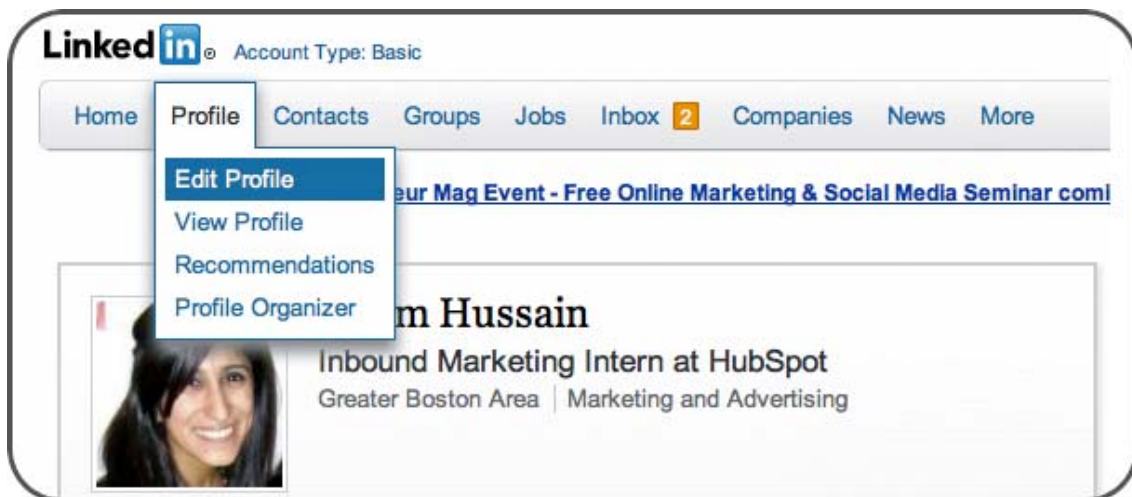 Linked in ® Account Type: Basic
Home Profile Contacts Groups Jobs Inbox 2 Companies News More
Edit Profile
eur Mag Event - Free Online Marketing & Social Media Seminar comi
View Profile
Recommendations
Profile Organizer
m Hussain
Inbound Marketing Intern at HubSpot
Greater Boston Area | Marketing and Advertising